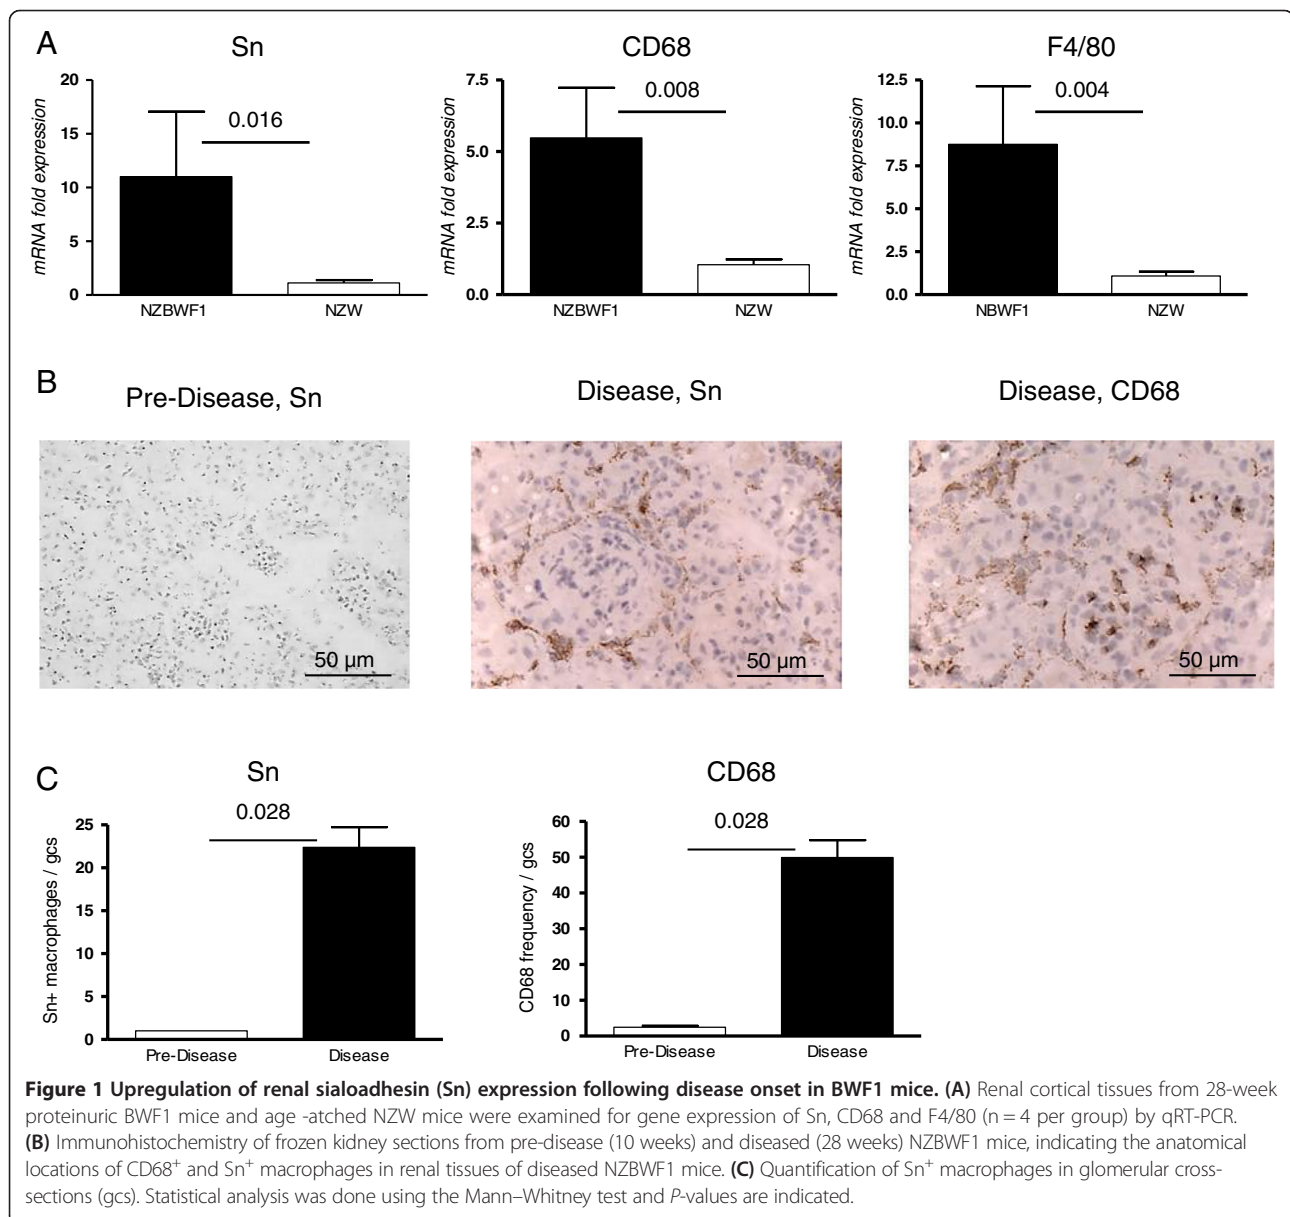 A
Sn
CD68
F4/80
20
15
10
5
0
mRNA fold expression
0.016
NZBWF1
NZW
7.5
5.0
2.5
0.0
mRNA fold expression
0.008
NZBWF1
NZW
12.5
10.0
7.5
5.0
2.5
0.0
mRNA fold expression
0.004
NBWF1
NZW
B
Pre-Disease, Sn
Disease, Sn
Disease, CD68
50 µm
50 µm
50 µm
C
Sn
CD68
25
20
15
10
5
0
Sn+ macrophages / gcs
0.028
Pre-Disease
Disease
60
50
40
30
20
10
0
CD68 frequency / gcs
0.028
Pre-Disease
Disease
Figure 1 Upregulation of renal sialoadhesin (Sn) expression following disease onset in BWF1 mice. (A) Renal cortical tissues from 28-week
proteinuric BWF1 mice and age -atched NZW mice were examined for gene expression of Sn, CD68 and F4/80 (n = 4 per group) by qRT-PCR.
(B) Immunohistochemistry of frozen kidney sections from pre-disease (10 weeks) and diseased (28 weeks) NZBWF1 mice, indicating the anatomical
locations of CD68⁺ and Sn⁺ macrophages in renal tissues of diseased NZBWF1 mice. (C) Quantification of Sn⁺ macrophages in glomerular cross-
sections (gcs). Statistical analysis was done using the Mann–Whitney test and P-values are indicated.